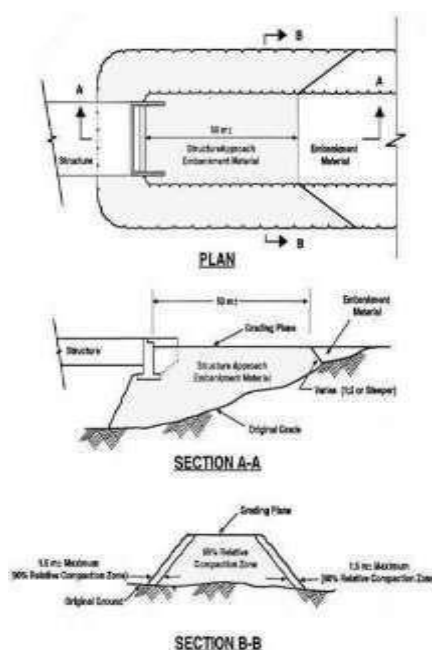 B
A
A
50 m±
Structure Approach
Embankment Material
Embankment
Material
Structure
B
PLAN
50 m±
Embankment
Material
Grading Plane
Structure
Structure Approach
Embankment Material
Varies (1:2 or Steeper)
Original Grade
SECTION A-A
Grading Plane
95% Relative
Compaction Zone
1.5 m± Maximum
(90% Relative Compaction Zone)
1.5 m± Maximum
(90% Relative Compaction Zone
Original Ground
SECTION B-B